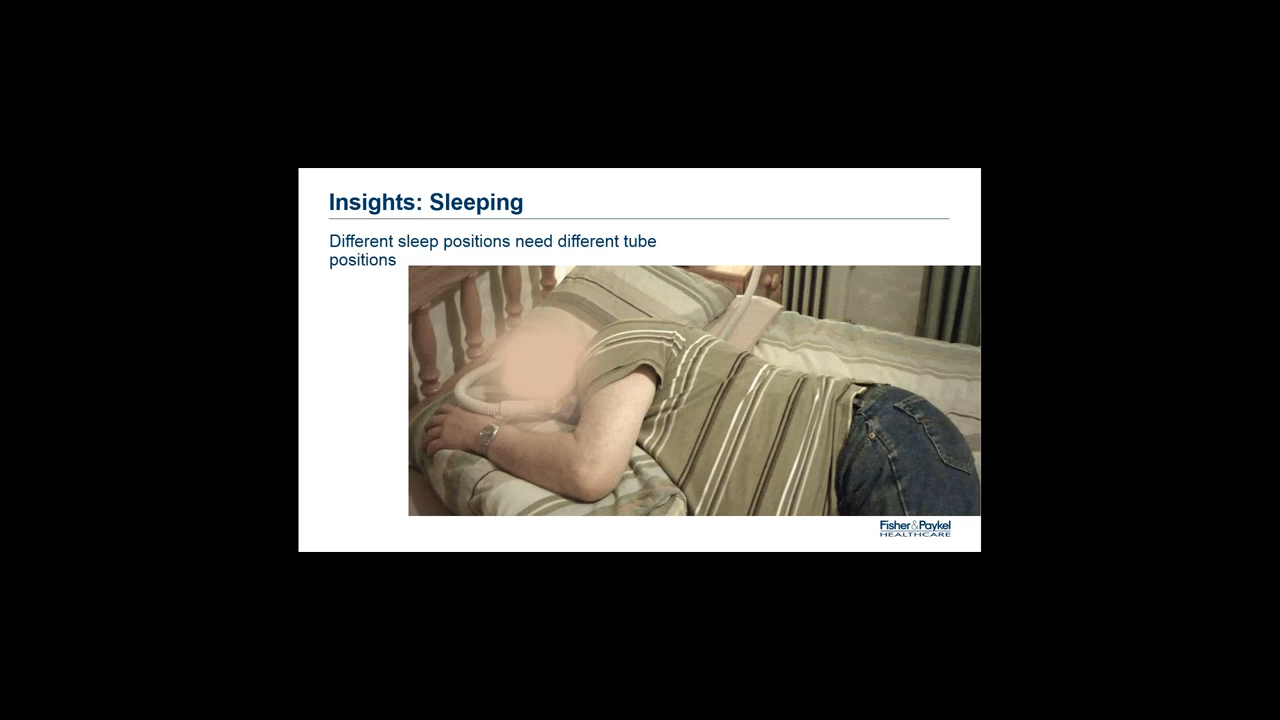 Insights: Sleeping
Different sleep positions need different tube
positions
Fisher&Paykel
HEALTHCARE